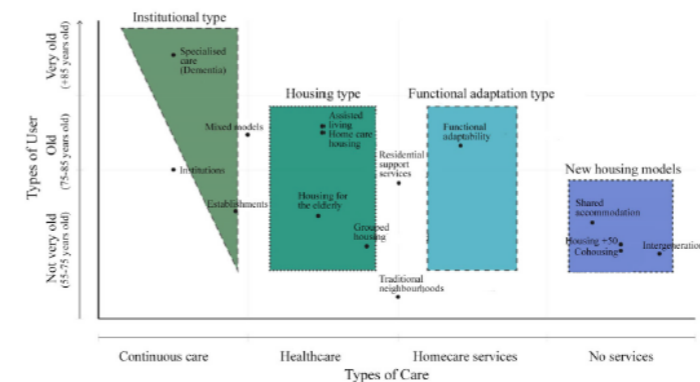 Institutional type
Very old
(+85 years old)
Specialised
care
(Dementia)
Housing type
Functional adaptation type
Types of User
Old
(75-85 years old)
Mixed models
Assisted
living
Home care
housing
Functional
adaptability
Residential
support
services
Institutions
New housing models
Establishments
Housing for
the elderly
Shared
accommodation
Not very old
(55-75 years old)
Grouped
housing
Housing +50
Cohousing
Intergeneration
Traditional
neighbourhoods
Continuous care
Healthcare
Homecare services
No services
Types of Care